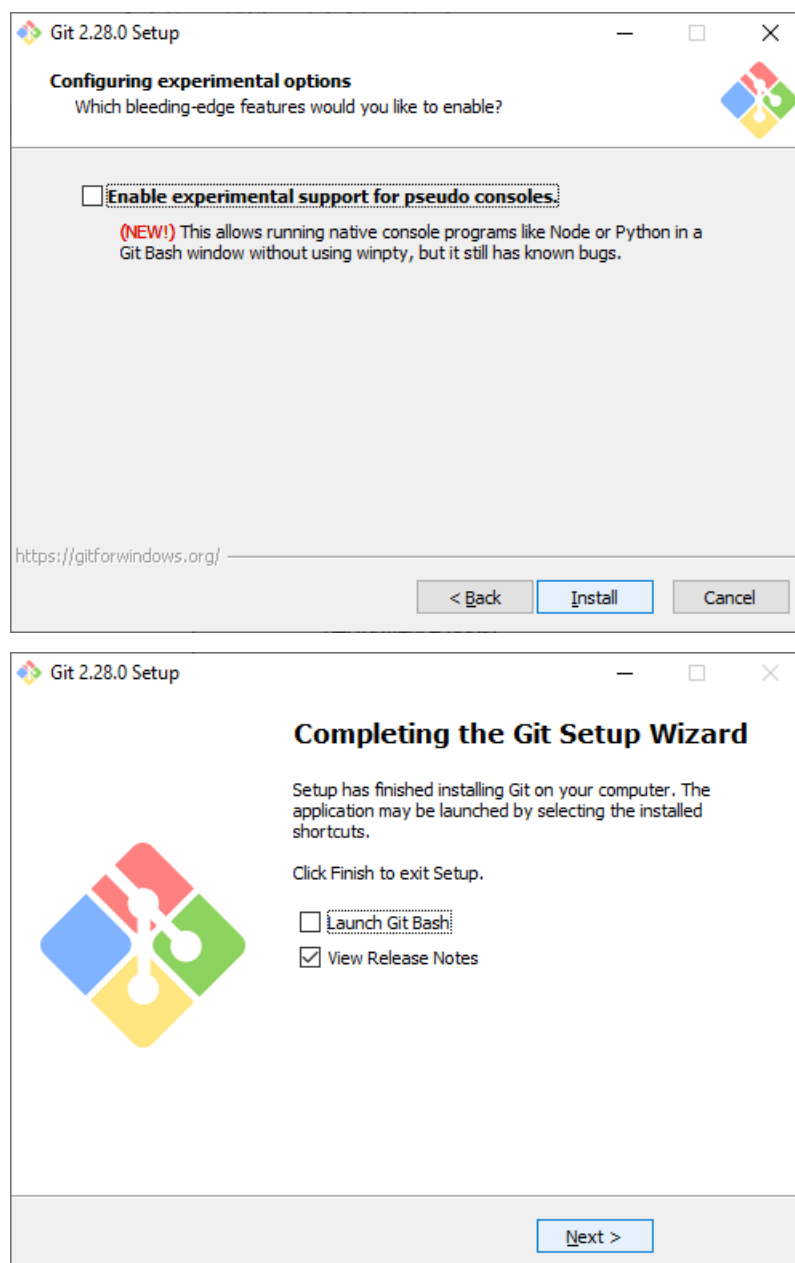 Git 2.28.0 Setup
Configuring experimental options
Which bleeding-edge features would you like to enable?
Enable experimental support for pseudo consoles.
(NEW!) This allows running native console programs like Node or Python in a
Git Bash window without using winpty, but it still has known bugs.
https://gitforwindows.org/
< Back
Install
Cancel
Git 2.28.0 Setup
Completing the Git Setup Wizard
Setup has finished installing Git on your computer. The
application may be launched by selecting the installed
shortcuts.
Click Finish to exit Setup.
Launch Git Bash
View Release Notes
Next >